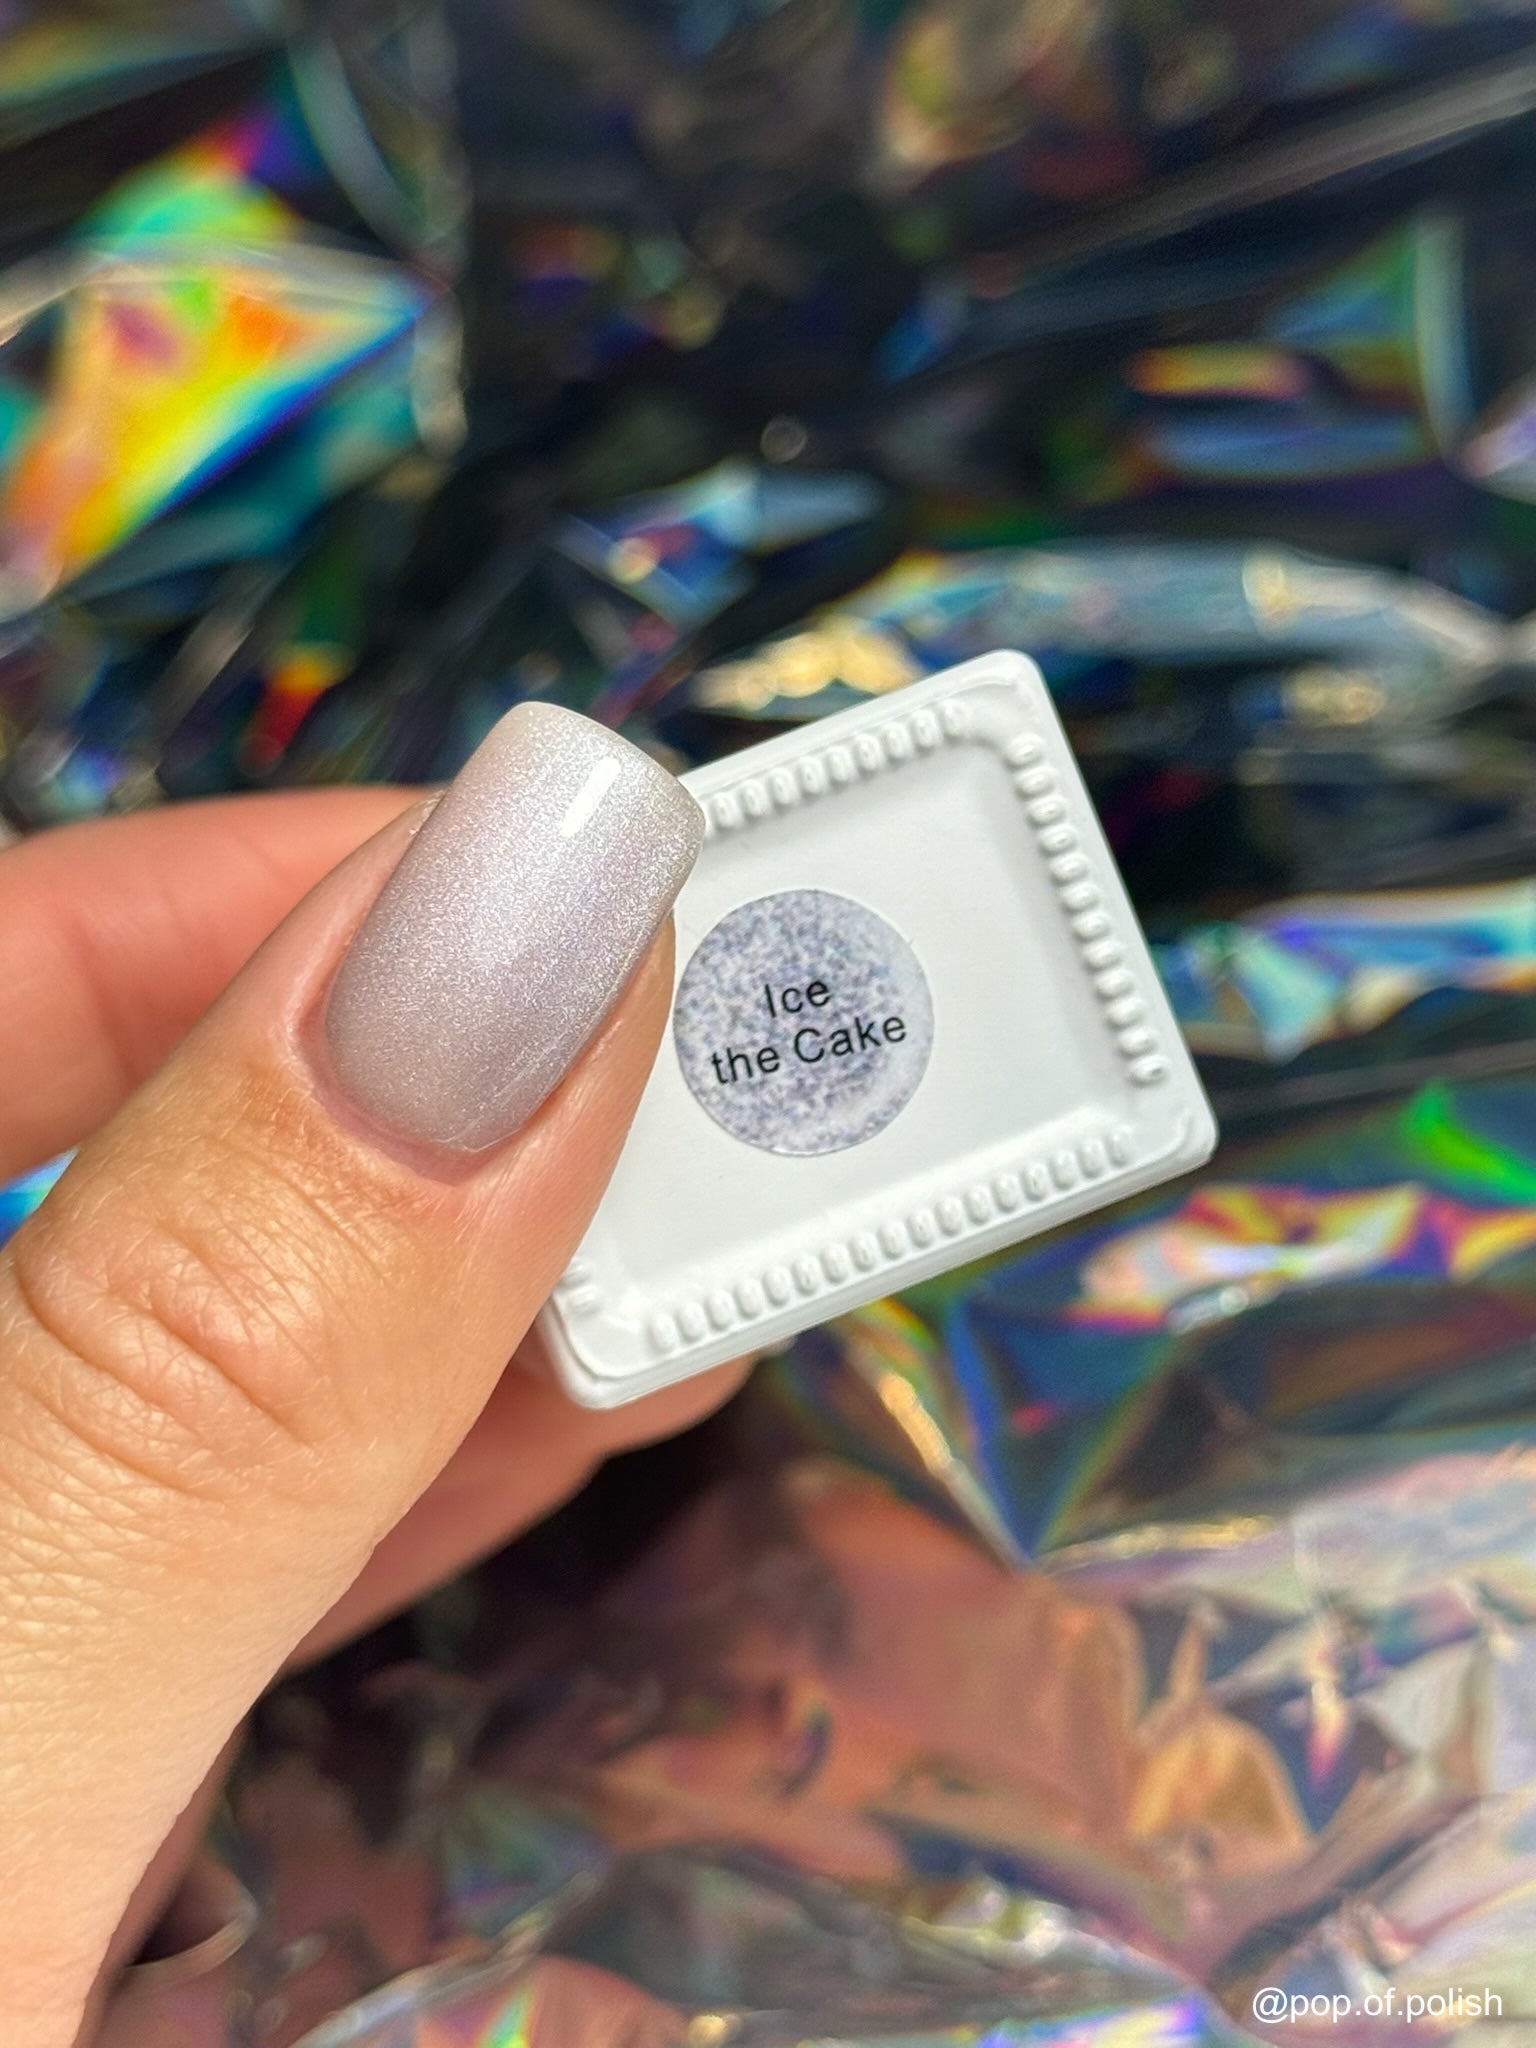 Ice
the Cake
@pop.of.polish